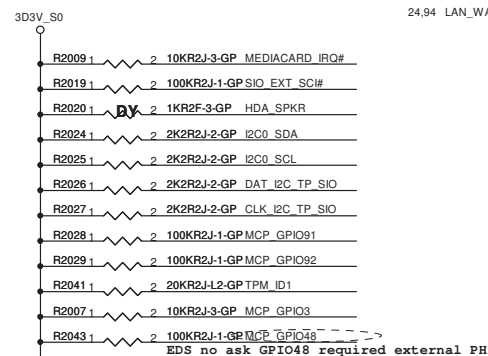 24,94 LAN_WA
3D3V_S0
R2009 1 2 10KR2J-3-GP MEDIACARD_IRQ#
R2019 1 2 100KR2J-1-GP SIO_EXT_SCI#
R2020 1 DY 2 1KR2F-3-GP HDA_SPKR
R2024 1 2 2K2R2J-2-GP I2C0_SDA
R2025 1 2 2K2R2J-2-GP I2C0_SCL
R2026 1 2 2K2R2J-2-GP DAT_I2C_TP_SIO
R2027 1 2 2K2R2J-2-GP CLK_I2C_TP_SIO
R2028 1 2 100KR2J-1-GP MCP_GPIO91
R2029 1 2 100KR2J-1-GP MCP_GPIO92
R2041 1 2 20KR2J-L2-GP TPM_ID1
R2007 1 2 10KR2J-3-GP MCP_GPIO3
R2043 1 2 100KR2J-1-GP MCP_GPIO48
EDS no ask GPIO48 required external PH